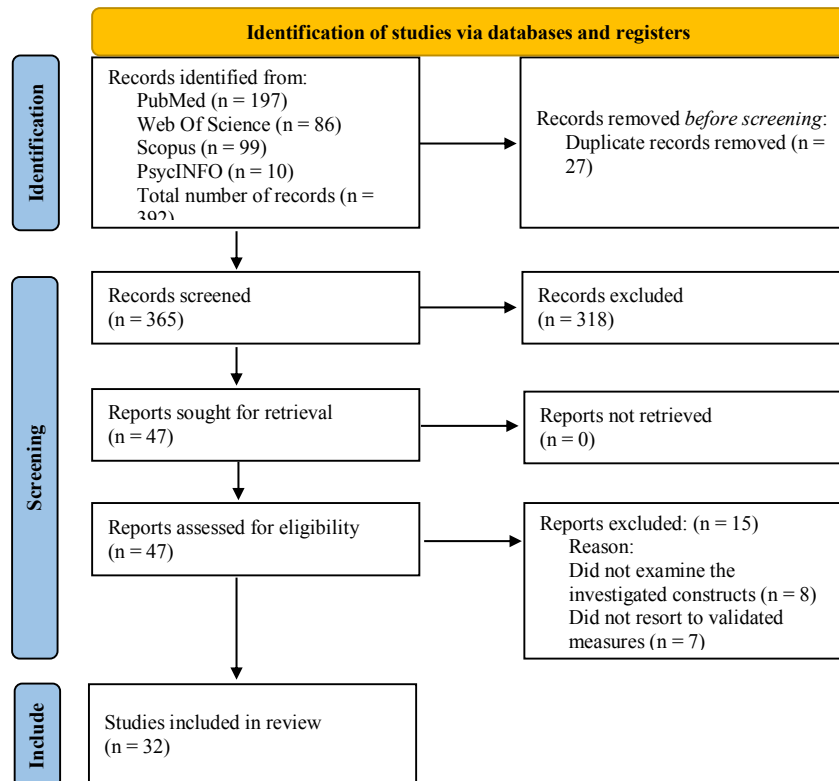 Identification of studies via databases and registers
Identification
Records identified from:
PubMed (n = 197)
Web Of Science (n = 86)
Scopus (n = 99)
PsycINFO (n = 10)
Total number of records (n =
392)
Records removed before screening:
Duplicate records removed (n =
27)
Screening
Records screened
(n = 365)
Records excluded
(n = 318)
Reports sought for retrieval
(n = 47)
Reports not retrieved
(n = 0)
Reports assessed for eligibility
(n = 47)
Reports excluded: (n = 15)
Reason:
Did not examine the
investigated constructs (n = 8)
Did not resort to validated
measures (n = 7)
Include
Studies included in review
(n = 32)